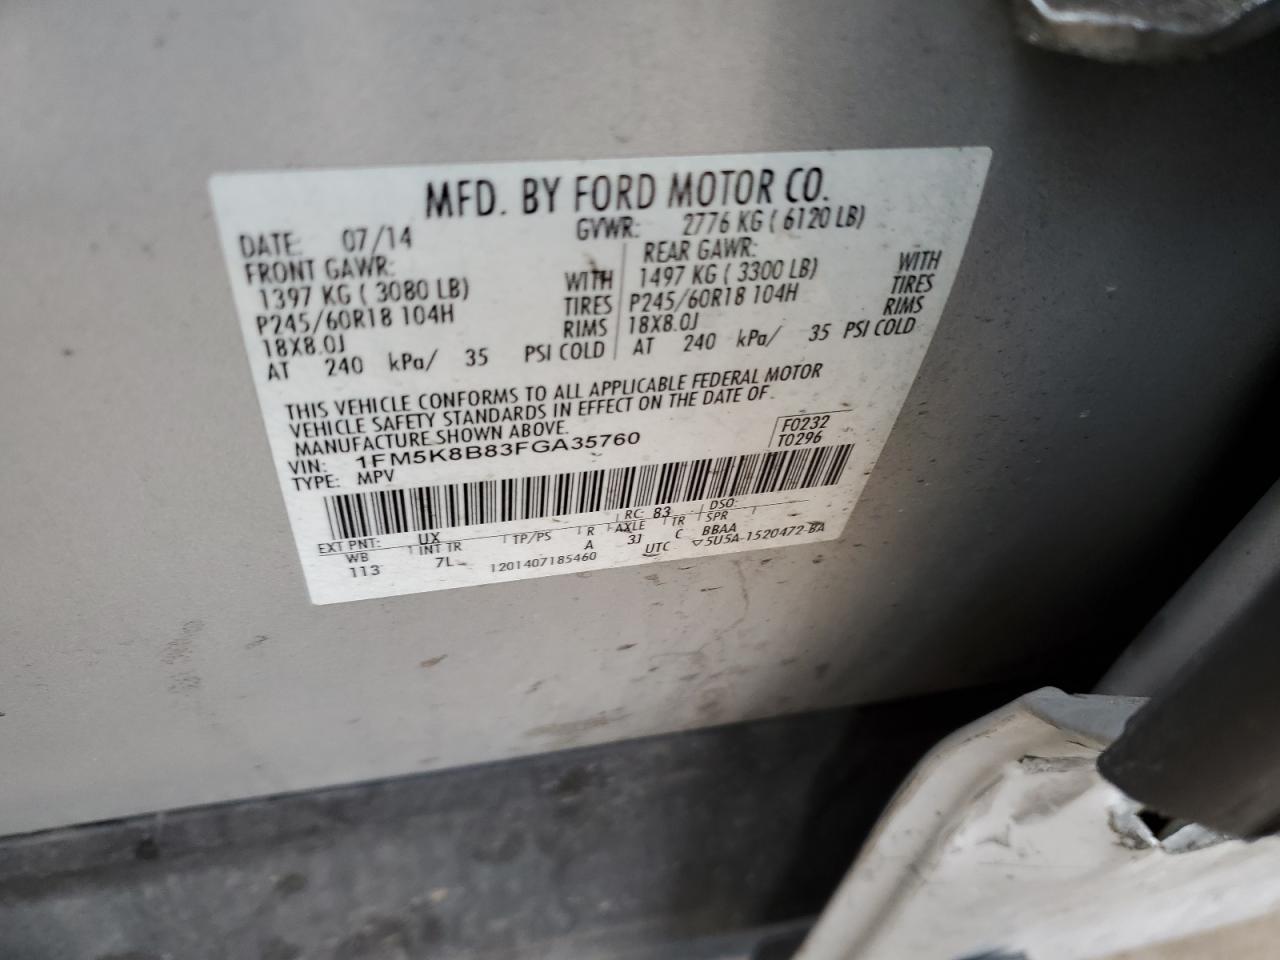 MFD. BY FORD MOTOR CO.
DATE: 07/14 GVWR: 2776 KG ( 6120 LB)
FRONT GAWR: REAR GAWR:
1397 KG ( 3080 LB) WITH 1497 KG ( 3300 LB) WITH
P245/60R18 104H TIRES P245/60R18 104H TIRES
18X8.0J RIMS 18X8.0J RIMS
AT 240 kPa/ 35 PSI COLD AT 240 kPa/ 35 PSI COLD
THIS VEHICLE CONFORMS TO ALL APPLICABLE FEDERAL MOTOR
VEHICLE SAFETY STANDARDS IN EFFECT ON THE DATE OF
MANUFACTURE SHOWN ABOVE.
F0232
VIN: 1FM5K8B83FGA35760 T0296
TYPE: MPV
EXT PNT: UX RC: 83 DSO:
WB INT TR TP/PS R AXLE TR SPR
113 7L A 3J C BBAA
1201407185460 UTC ▽5U5A-1520472-BA